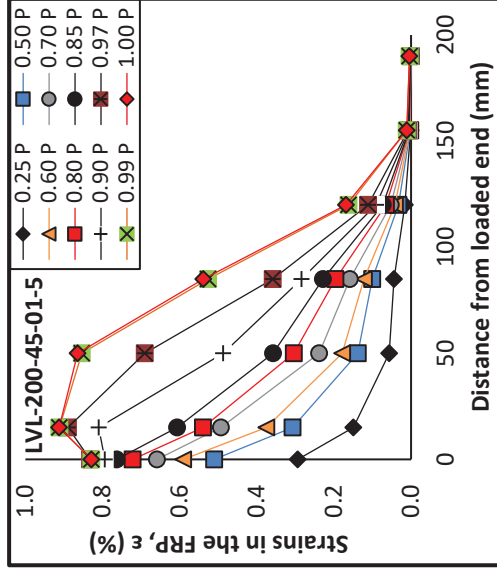 LVL-200-45-01-5
0.25 P
0.50 P
0.60 P
0.70 P
0.80 P
0.85 P
0.90 P
0.97 P
0.99 P
1.00 P
Strains in the FRP, ε (%)
1.0
0.8
0.6
0.4
0.2
0.0
0
50
100
150
200
Distance from loaded end (mm)